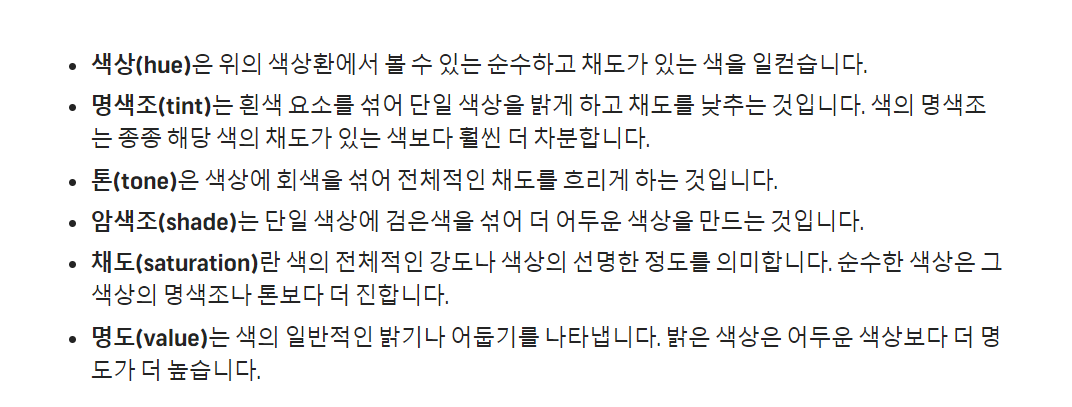 • 색상(hue)은 위의 색상환에서 볼 수 있는 순수하고 채도가 있는 색을 일컫습니다.
• 명색조(tint)는 흰색 요소를 섞어 단일 색상을 밝게 하고 채도를 낮추는 것입니다. 색의 명색조
는 종종 해당 색의 채도가 있는 색보다 훨씬 더 차분합니다.
• 톤(tone)은 색상에 회색을 섞어 전체적인 채도를 흐리게 하는 것입니다.
• 암색조(shade)는 단일 색상에 검은색을 섞어 더 어두운 색상을 만드는 것입니다.
• 채도(saturation)란 색의 전체적인 강도나 색상의 선명한 정도를 의미합니다. 순수한 색상은 그
색상의 명색조나 톤보다 더 진합니다.
• 명도(value)는 색의 일반적인 밝기나 어둡기를 나타냅니다. 밝은 색상은 어두운 색상보다 더 명
도가 더 높습니다.